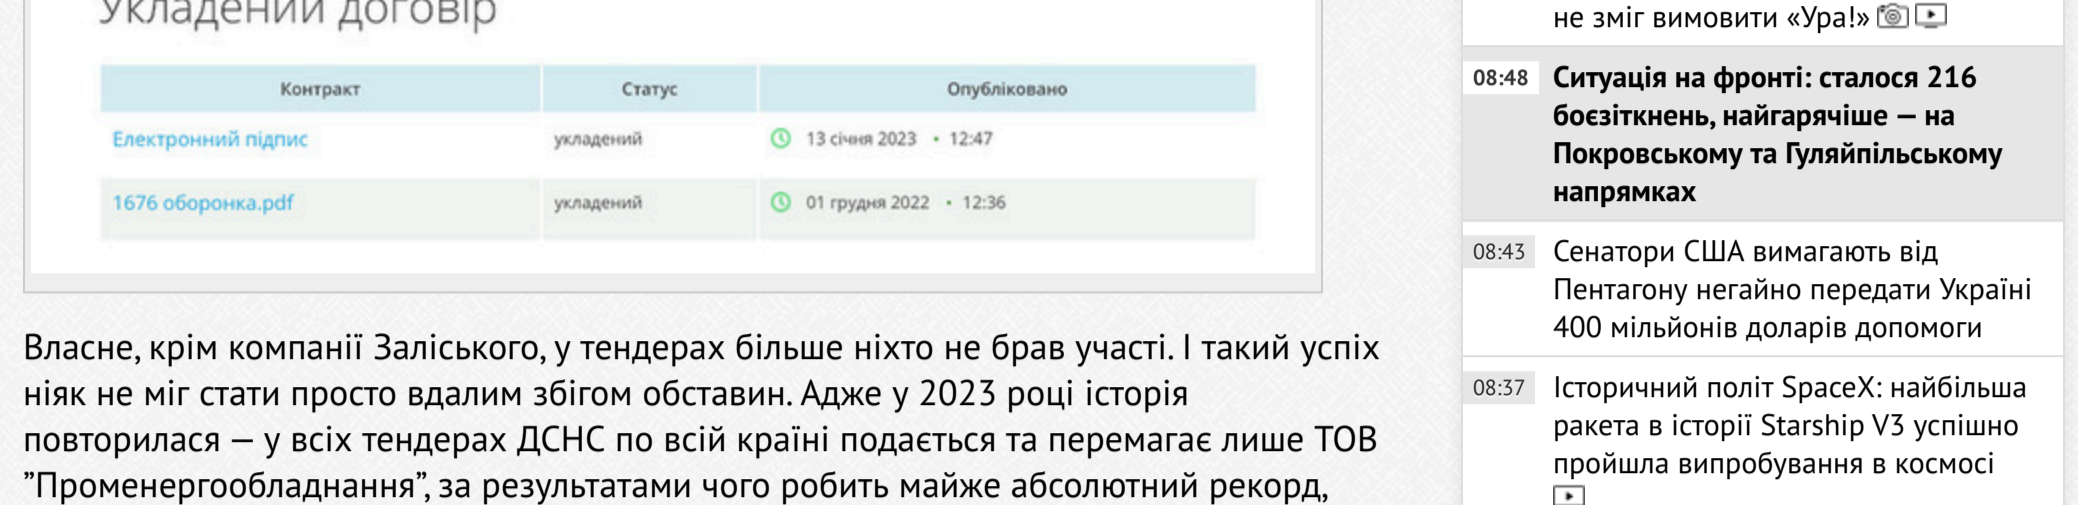 Укладений договір
Контракт Статус Опубліковано
Електронний підпис укладений 13 січня 2023 • 12:47
1676 оборонка.pdf укладений 01 грудня 2022 • 12:36
Власне, крім компанії Заліського, у тендерах більше ніхто не брав участі. І такий успіх
ніяк не міг стати просто вдалим збігом обставин. Адже у 2023 році історія
повторилася — у всіх тендерах ДСНС по всій країні подається та перемагає лише ТОВ
”Променергообладнання”, за результатами чого робить майже абсолютний рекорд,
не зміг вимовити «Ура!»
08:48 Ситуація на фронті: сталося 216
боєзіткнень, найгарячіше — на
Покровському та Гуляйпільському
напрямках
08:43 Сенатори США вимагають від
Пентагону негайно передати Україні
400 мільйонів доларів допомоги
08:37 Історичний політ SpaceX: найбільша
ракета в історії Starship V3 успішно
пройшла випробування в космосі